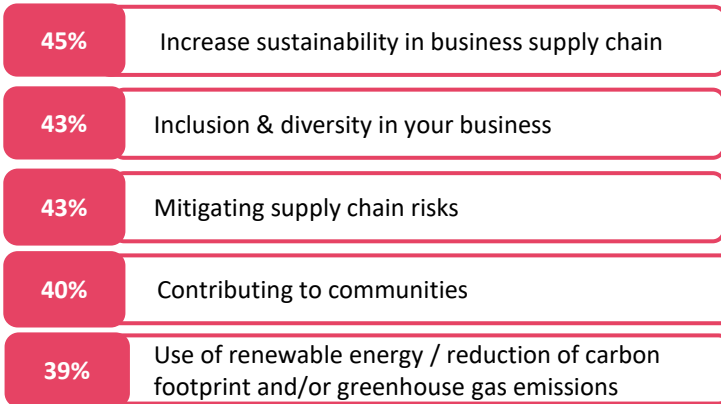 45% Increase sustainability in business supply chain
43% Inclusion & diversity in your business
43% Mitigating supply chain risks
40% Contributing to communities
39% Use of renewable energy / reduction of carbon
footprint and/or greenhouse gas emissions